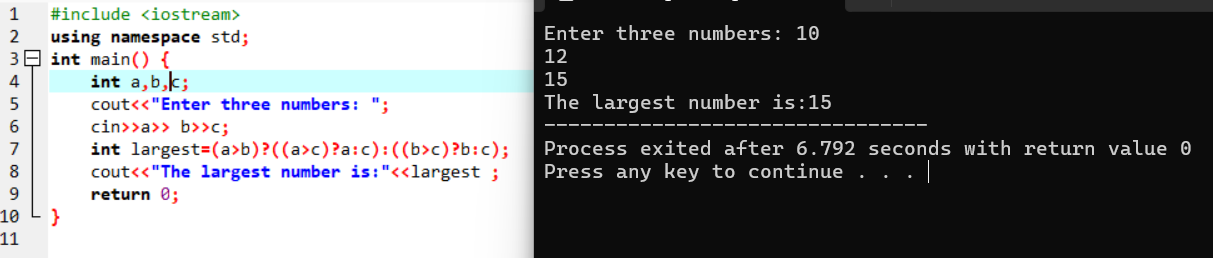 1 #include <iostream>
2 using namespace std;
3 int main() {
4 int a,b,c;
5 cout<<"Enter three numbers: ";
6 cin>>a>> b>>c;
7 int largest=(a>b)?((a>c)?a:c):((b>c)?b:c);
8 cout<<"The largest number is:"<<largest ;
9 return 0;
10 }
11
Enter three numbers: 10
12
15
The largest number is:15
--------------------------------
Process exited after 6.792 seconds with return value 0
Press any key to continue . . .